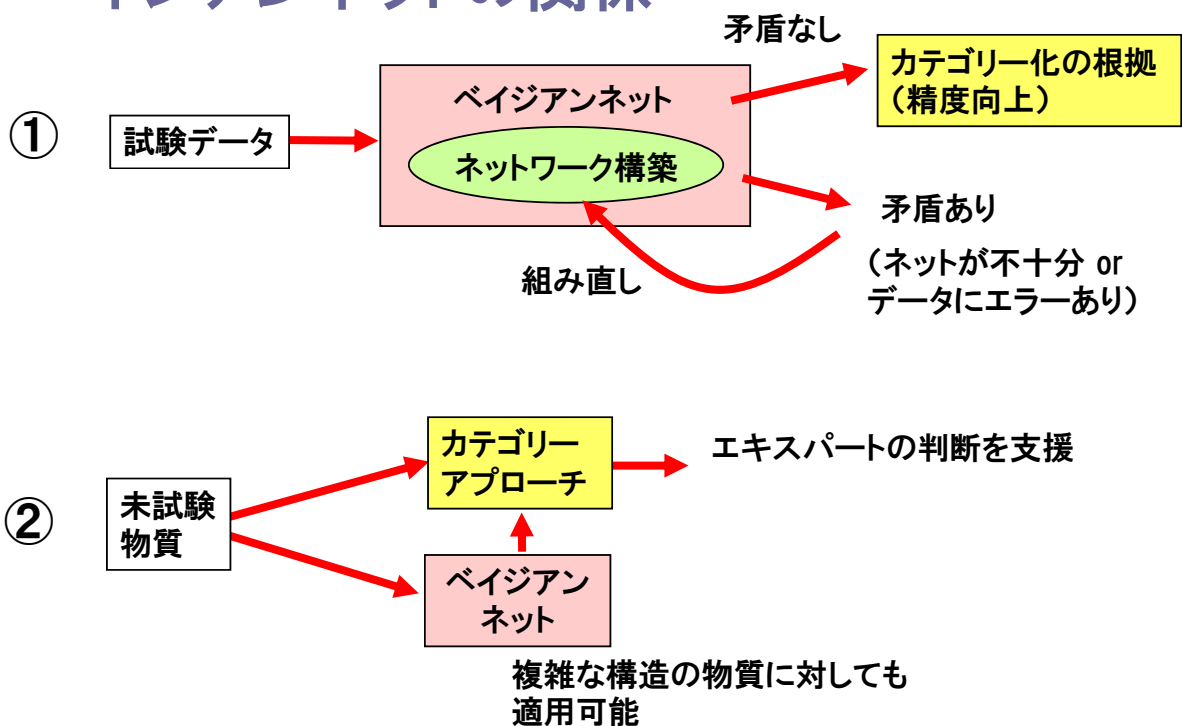 矛盾なし
カテゴリー化の根拠
（精度向上）
ベイジアンネット
①
試験データ
ネットワーク構築
矛盾あり
（ネットが不十分 or
データにエラーあり）
組み直し
カテゴリー
アプローチ
エキスパートの判断を支援
②
未試験
物質
ベイジアン
ネット
複雑な構造の物質に対しても
適用可能